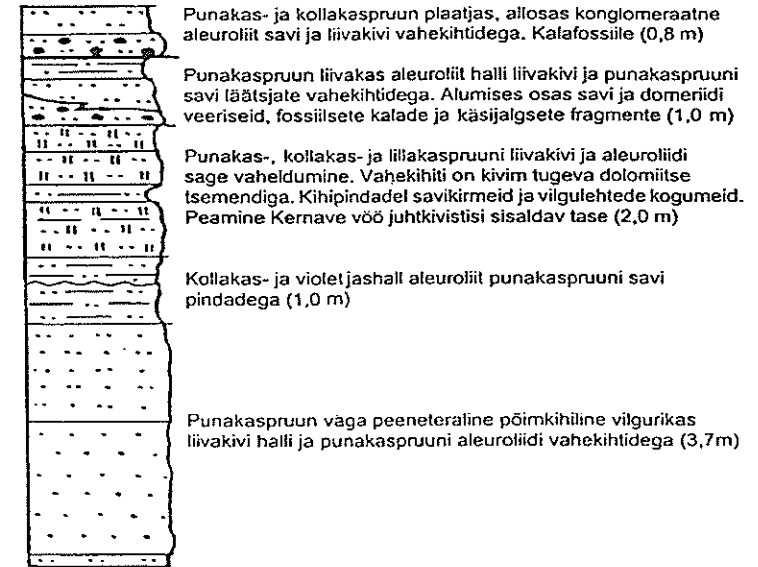 Punakas- ja kollakaspruun plaatjas, allosas konglomeraatne
aleuroliit savi ja liivakivi vahekihtidega. Kalafossiile (0,8 m)
Punakaspruun liivakas aleuroliit halli liivakivi ja punakaspruuni
savi läätsjate vahekihtidega. Alumises osas savi ja domeriidi
veeriseid, fossiilsete kalade ja käsijalgsete fragmente (1,0 m)
Punakas-, kollakas- ja lillakaspruuni liivakivi ja aleuroliidi
sage vaheldumine. Vahekihiti on kivim tugeva dolomiitse
tsemendiga. Kihipindadel savikirmeid ja vilgulehtede kogumeid.
Peamine Kernave vöö juhtkivistisi sisaldav tase (2,0 m)
Kollakas- ja violetjashall aleuroliit punakaspruuni savi
pindadega (1,0 m)
Punakaspruun väga peeneteraline põimkihiline vilgurikas
liivakivi halli ja punakaspruuni aleuroliidi vahekihtidega (3,7m)